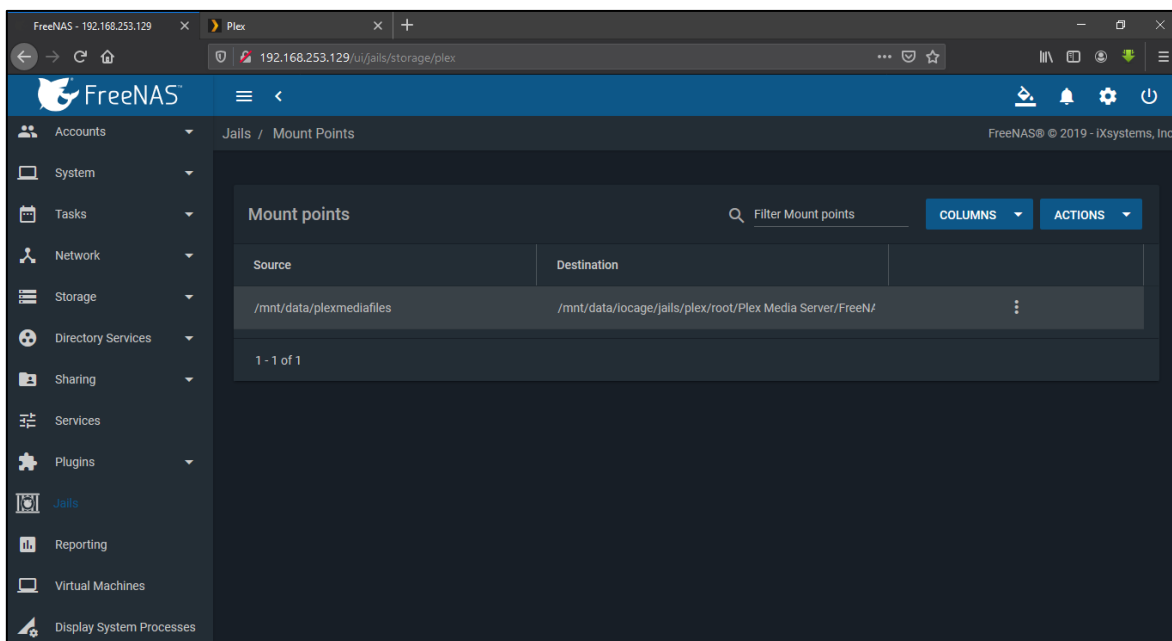 FreeNAS - 192.168.253.129
Plex
192.168.253.129/ui/jails/storage/plex
FreeNAS
Jails / Mount Points
FreeNAS® © 2019 - iXsystems, Inc
Accounts
System
Tasks
Network
Storage
Directory Services
Sharing
Services
Plugins
Jails
Reporting
Virtual Machines
Display System Processes
Mount points
Filter Mount points
COLUMNS
ACTIONS
Source
Destination
/mnt/data/plexmediafiles
/mnt/data/iocage/jails/plex/root/Plex Media Server/FreeNA
1 - 1 of 1